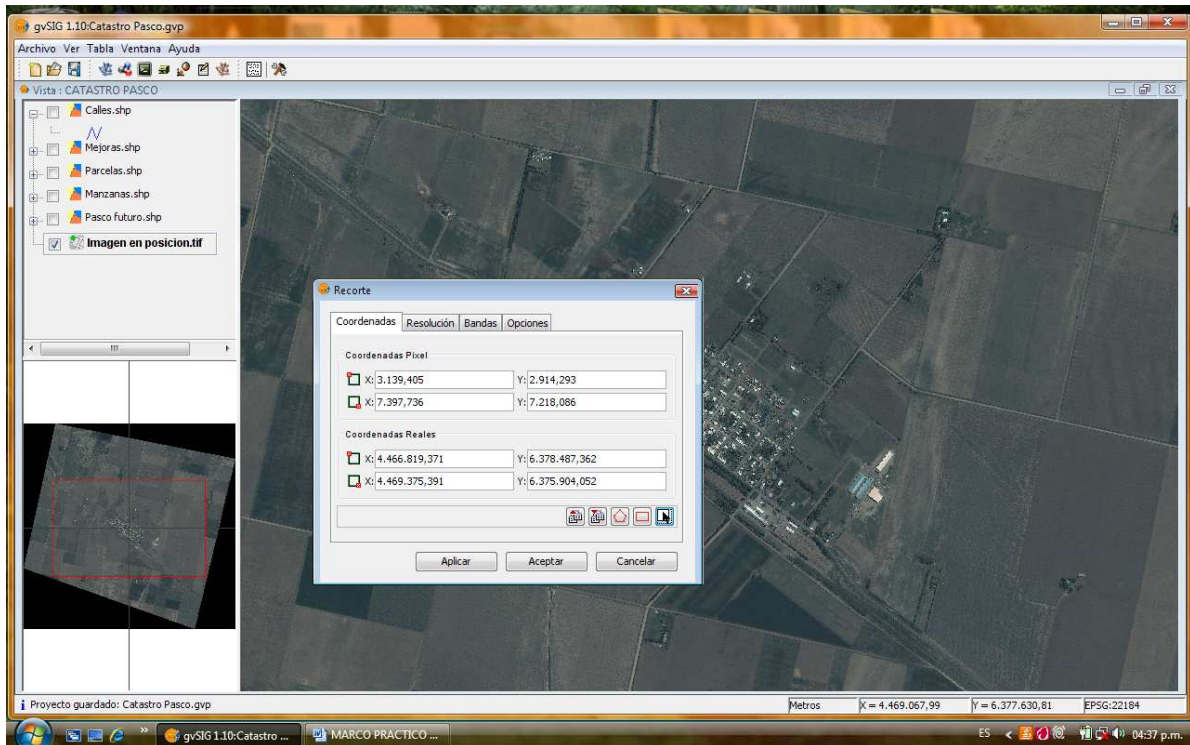 gvSIG 1.10:Catastro Pasco.gvp
Archivo Ver Tabla Ventana Ayuda
Vista : CATASTRO PASCO
Calles.shp
Mejoras.shp
Parcelas.shp
Manzanas.shp
Pasco futuro.shp
Imagen en posicion.tif
Recorte
Coordenadas Resolución Bandas Opciones
Coordenadas Pixel
X: 3.139,405 Y: 2.914,293
X: 7.397,736 Y: 7.218,086
Coordenadas Reales
X: 4.466.819,371 Y: 6.378.487,362
X: 4.469.375,391 Y: 6.375.904,052
Aplicar Aceptar Cancelar
Proyecto guardado: Catastro Pasco.gvp
Metros X = 4.469.067,99 Y = 6.377.630,81 EPSG:22184
gvSIG 1.10:Catastro ... MARCO PRACTICO ... ES 04:37 p.m.